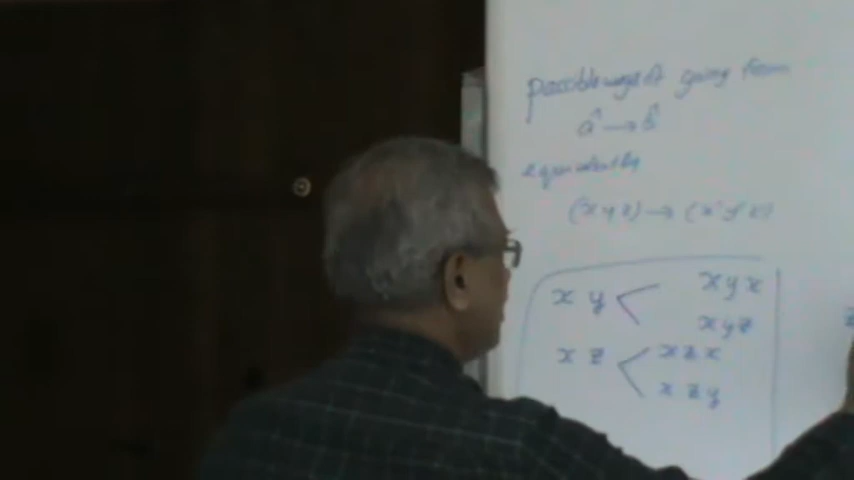 possible ways of going from
â → b̂
equivalently
(x y z) → (x' y' z')
x y < x y x
x y z
x z < x z x
x z y